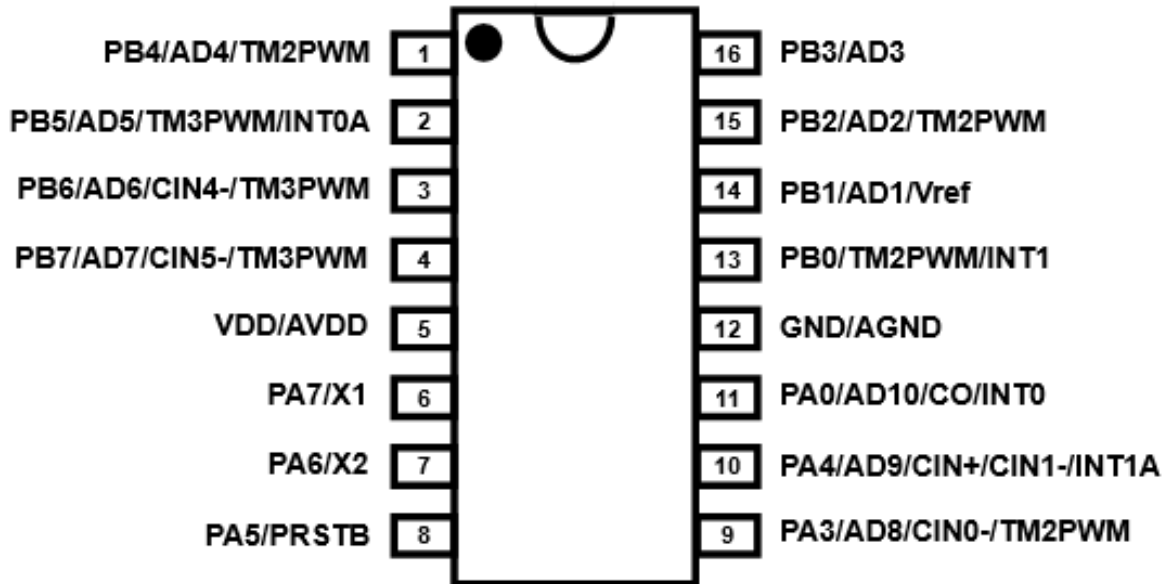 PB4/AD4/TM2PWM 1 16 PB3/AD3
PB5/AD5/TM3PWM/INT0A 2 15 PB2/AD2/TM2PWM
PB6/AD6/CIN4-/TM3PWM 3 14 PB1/AD1/Vref
PB7/AD7/CIN5-/TM3PWM 4 13 PB0/TM2PWM/INT1
VDD/AVDD 5 12 GND/AGND
PA7/X1 6 11 PA0/AD10/CO/INT0
PA6/X2 7 10 PA4/AD9/CIN+/CIN1-/INT1A
PA5/PRSTB 8 9 PA3/AD8/CIN0-/TM2PWM